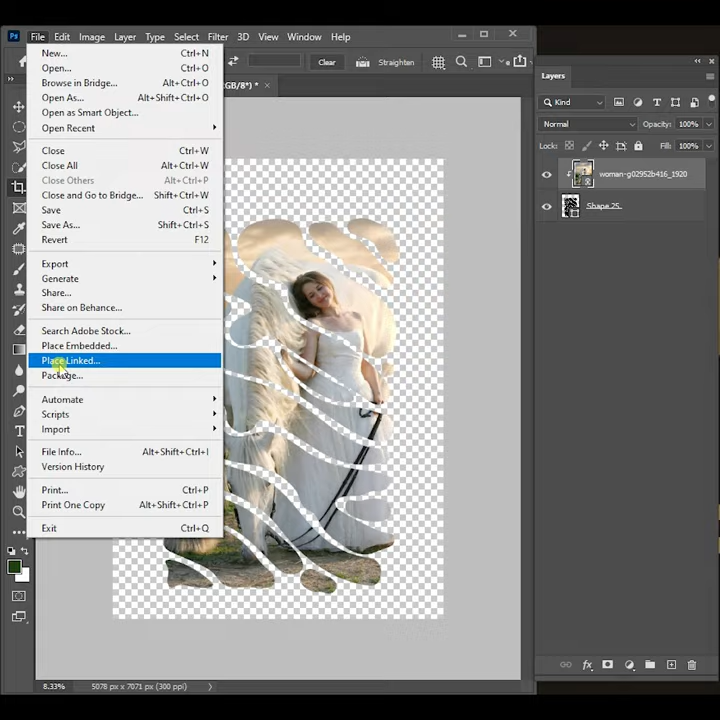 Ps File Edit Image Layer Type Select Filter 3D View Window Help
Clear Straighten
GB/8*) * ×
New... Ctrl+N
Open... Ctrl+O
Browse in Bridge... Alt+Ctrl+O
Open As... Alt+Shift+Ctrl+O
Open as Smart Object...
Open Recent
Close Ctrl+W
Close All Alt+Ctrl+W
Close Others Alt+Ctrl+P
Close and Go to Bridge... Shift+Ctrl+W
Save Ctrl+S
Save As... Shift+Ctrl+S
Revert F12
Export
Generate
Share...
Share on Behance...
Search Adobe Stock...
Place Embedded...
Place Linked...
Package...
Automate
Scripts
Import
File Info... Alt+Shift+Ctrl+I
Version History
Print... Ctrl+P
Print One Copy Alt+Shift+Ctrl+P
Exit Ctrl+Q
8.33% 5078 px x 7071 px (300 ppi)
Layers
Kind
Normal Opacity: 100%
Lock: Fill: 100%
woman-g02952b416_1920
Shape 25
fx